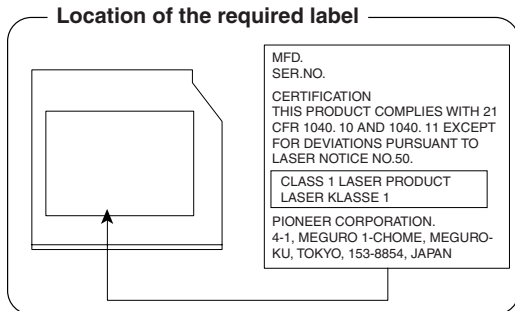 Location of the required label
MFD.
SER.NO.
CERTIFICATION
THIS PRODUCT COMPLIES WITH 21
CFR 1040. 10 AND 1040. 11 EXCEPT
FOR DEVIATIONS PURSUANT TO
LASER NOTICE NO.50.
CLASS 1 LASER PRODUCT
LASER KLASSE 1
PIONEER CORPORATION.
4-1, MEGURO 1-CHOME, MEGURO-
KU, TOKYO, 153-8854, JAPAN